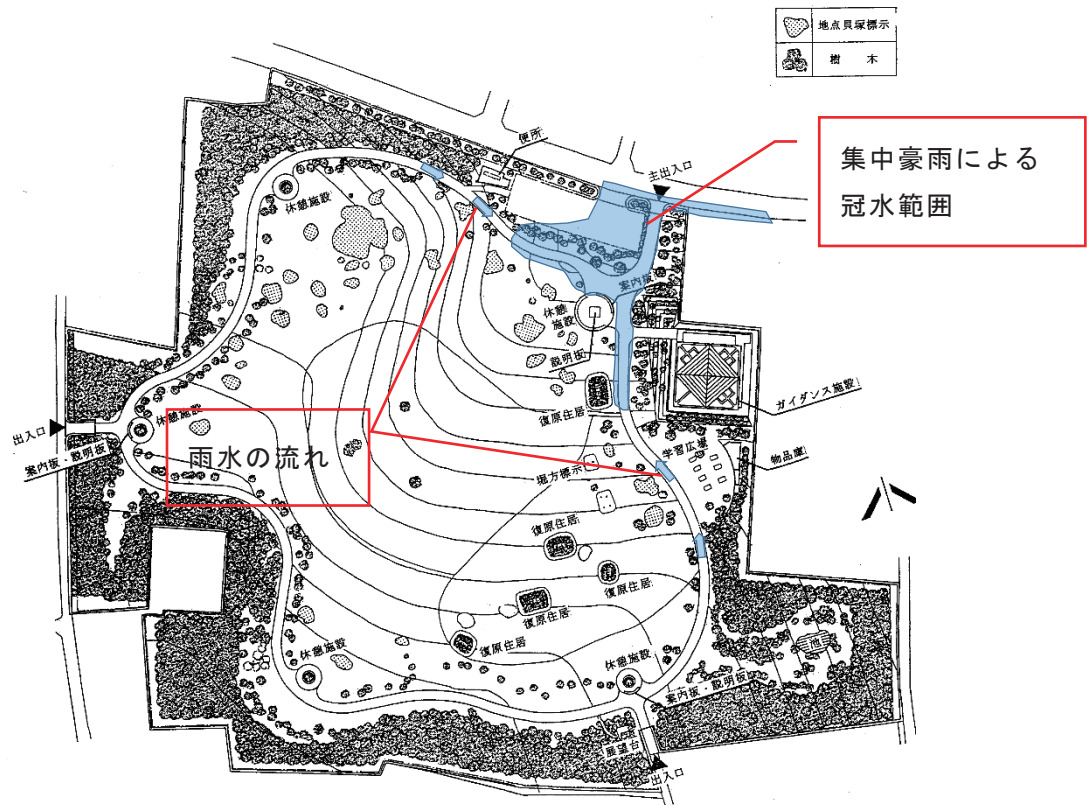 地点貝塚標示
樹 木
集中豪雨による
冠水範囲
便所
主出入口
休憩施設
案内板
休憩
施設
説明板
復原住居
ガイダンス施設
出入口
休憩施設
案内板・説明板
雨水の流れ
学習広場
物品庫
堀方標示
復原住居
復原住居
復原住居
復原住居
池
休憩施設
休憩施設
案内板・説明板
展望台
出入口